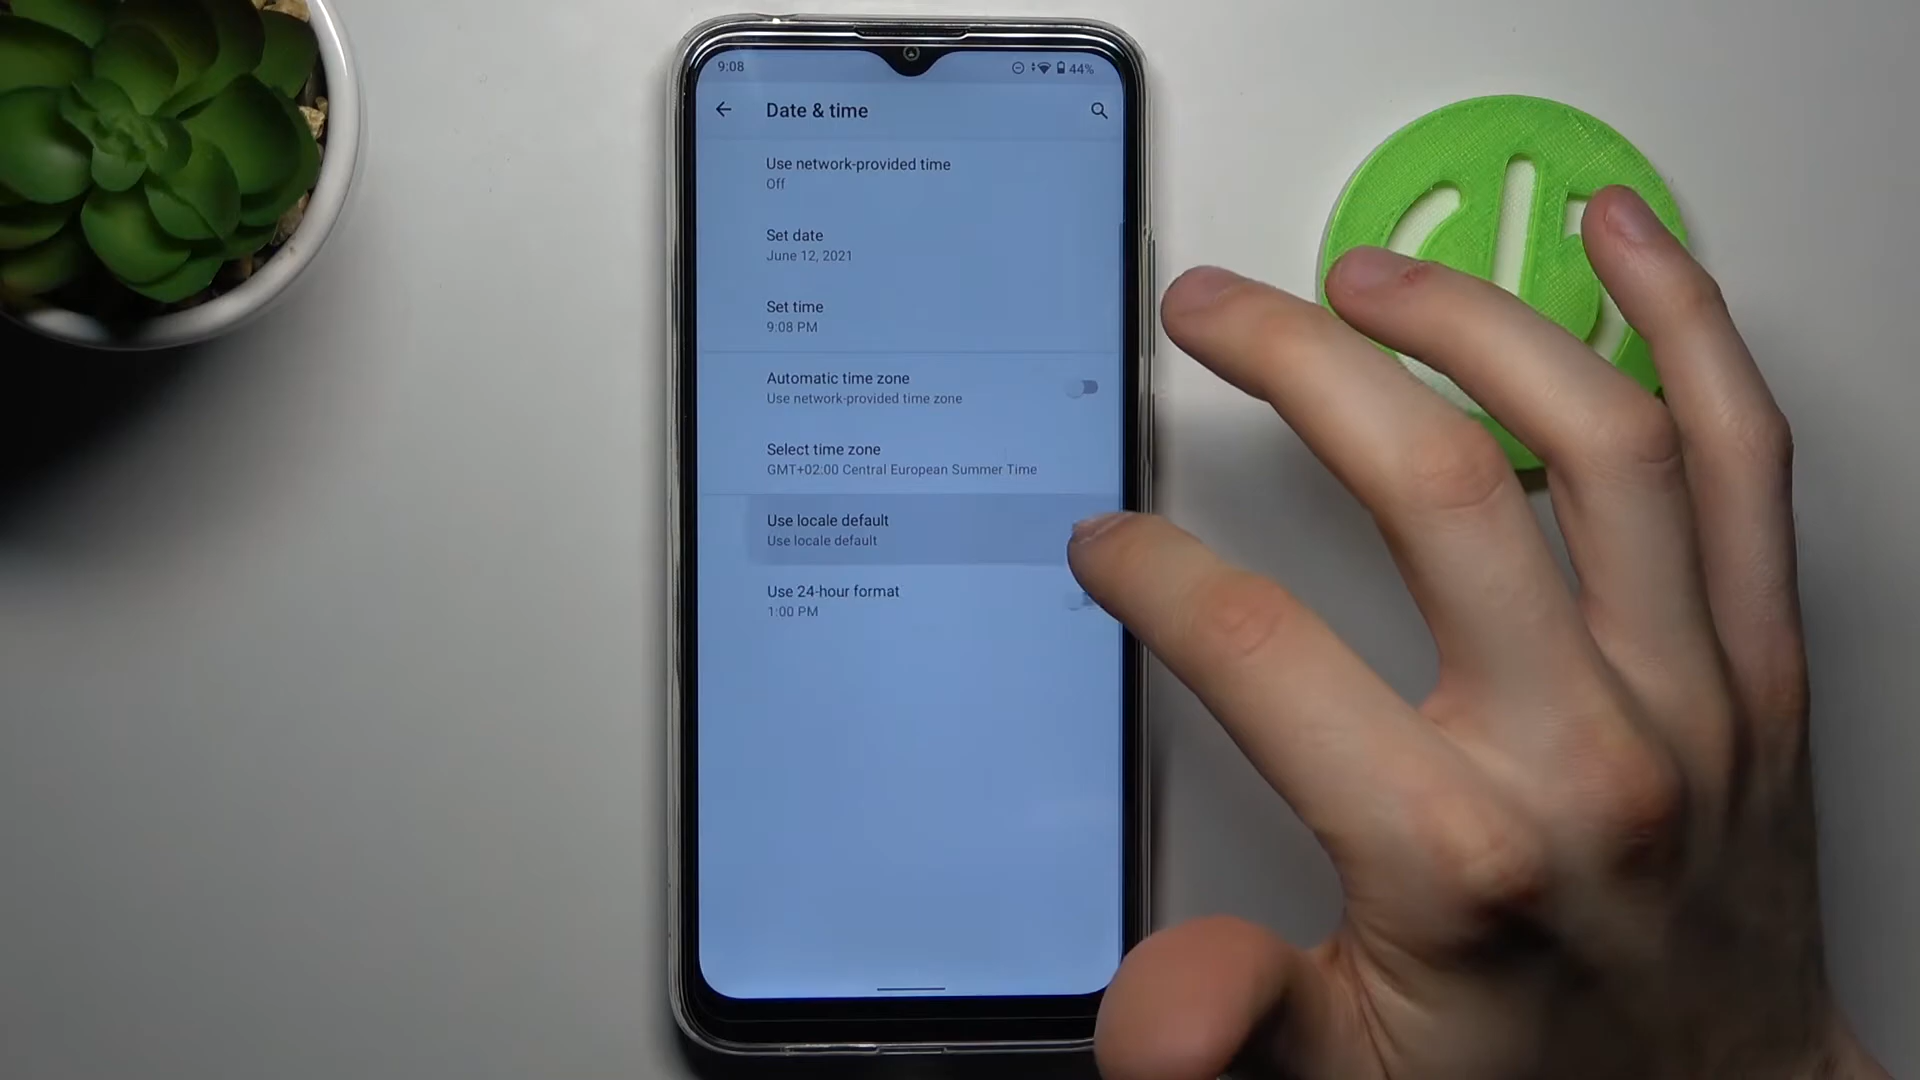 9:08
44%
Date & time
Use network-provided time
Off
Set date
June 12, 2021
Set time
9:08 PM
Automatic time zone
Use network-provided time zone
Select time zone
GMT+02:00 Central European Summer Time
Use locale default
Use locale default
Use 24-hour format
1:00 PM